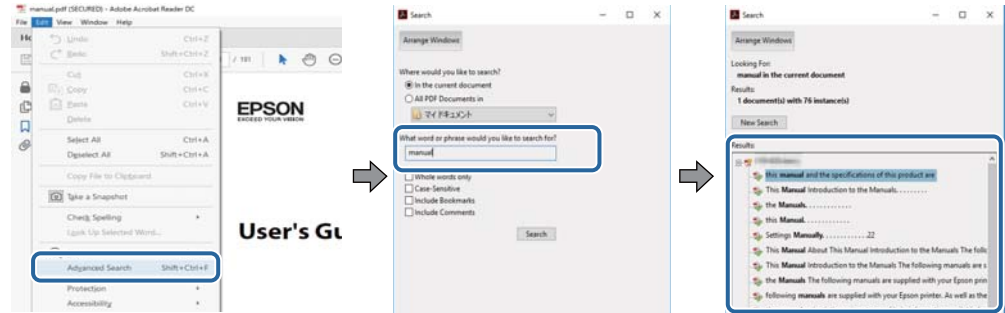 manual.pdf (SECURED) - Adobe Acrobat Reader DC
File Edit View Window Help
Undo Ctrl+Z
Redo Shift+Ctrl+Z
Cut Ctrl+X
Copy Ctrl+C
Paste Ctrl+V
Delete
Select All Ctrl+A
Deselect All Shift+Ctrl+A
Copy File to Clipboard
Take a Snapshot
Check Spelling
Look Up Selected Word...
Advanced Search Shift+Ctrl+F
Protection
Accessibility
/ 191
EPSON
EXCEED YOUR VISION
User's Gu
Search
Arrange Windows
Where would you like to search?
In the current document
All PDF Documents in
マイ ドキュメント
What word or phrase would you like to search for?
manual
Whole words only
Case-Sensitive
Include Bookmarks
Include Comments
Search
Search
Arrange Windows
Looking For:
manual in the current document
Results:
1 document(s) with 76 instance(s)
New Search
Results:
this manual and the specifications of this product are
This Manual Introduction to the Manuals.........
the Manuals.............
this Manual.............
Settings Manually.............22
This Manual About This Manual Introduction to the Manuals The follo
This Manual Introduction to the Manuals The following manuals are s
the Manuals The following manuals are supplied with your Epson prin
following manuals are supplied with your Epson printer. As well as the